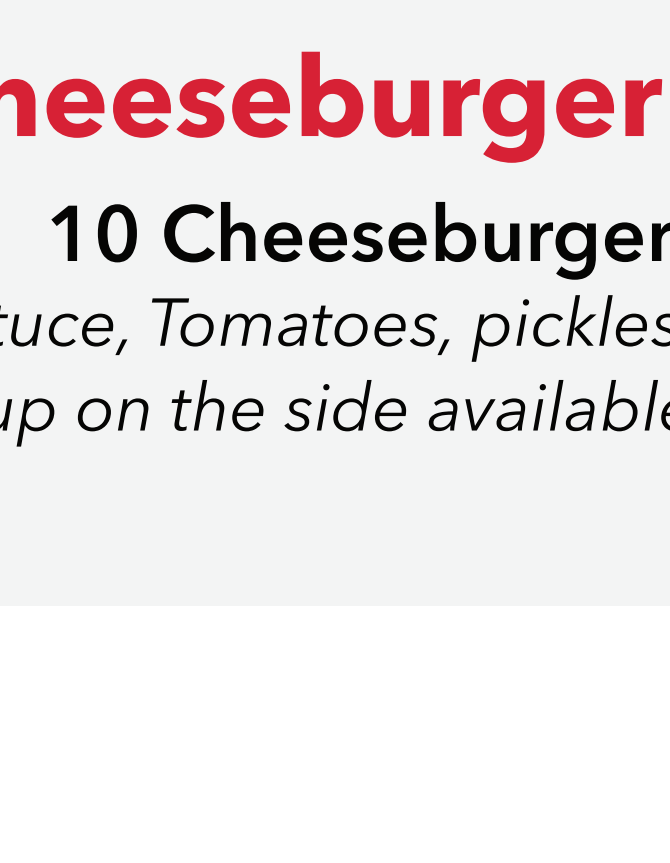 heeseburger
10 Cheeseburger
tuce, Tomatoes, pickles
up on the side available